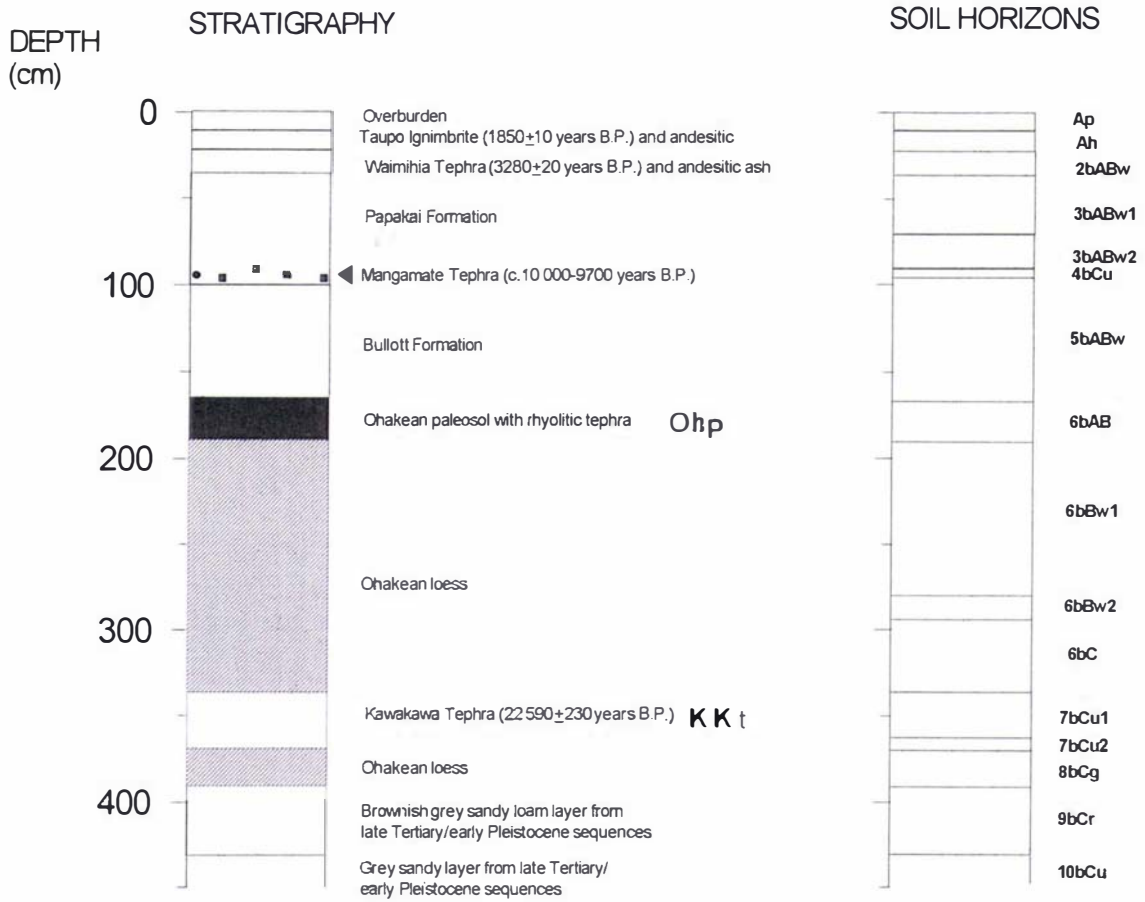 STRATIGRAPHY
SOIL HORIZONS
DEPTH
(cm)
0
100
200
300
400
Overburden
Taupo Ignimbrite (1850±10 years B.P.) and andesitic
Waimihia Tephra (3280±20 years B.P.) and andesitic ash
Papakai Formation
Mangamate Tephra (c.10 000-9700 years B.P.)
Bullott Formation
Ohakean paleosol with rhyolitic tephra Ohp
Ohakean loess
Kawakawa Tephra (22 590±230 years B.P.) KKt
Ohakean loess
Brownish grey sandy loam layer from
late Tertiary/early Pleistocene sequences
Grey sandy layer from late Tertiary/
early Pleistocene sequences
Ap
Ah
2bABw
3bABw1
3bABw2
4bCu
5bABw
6bAB
6bBw1
6bBw2
6bC
7bCu1
7bCu2
8bCg
9bCr
10bCu